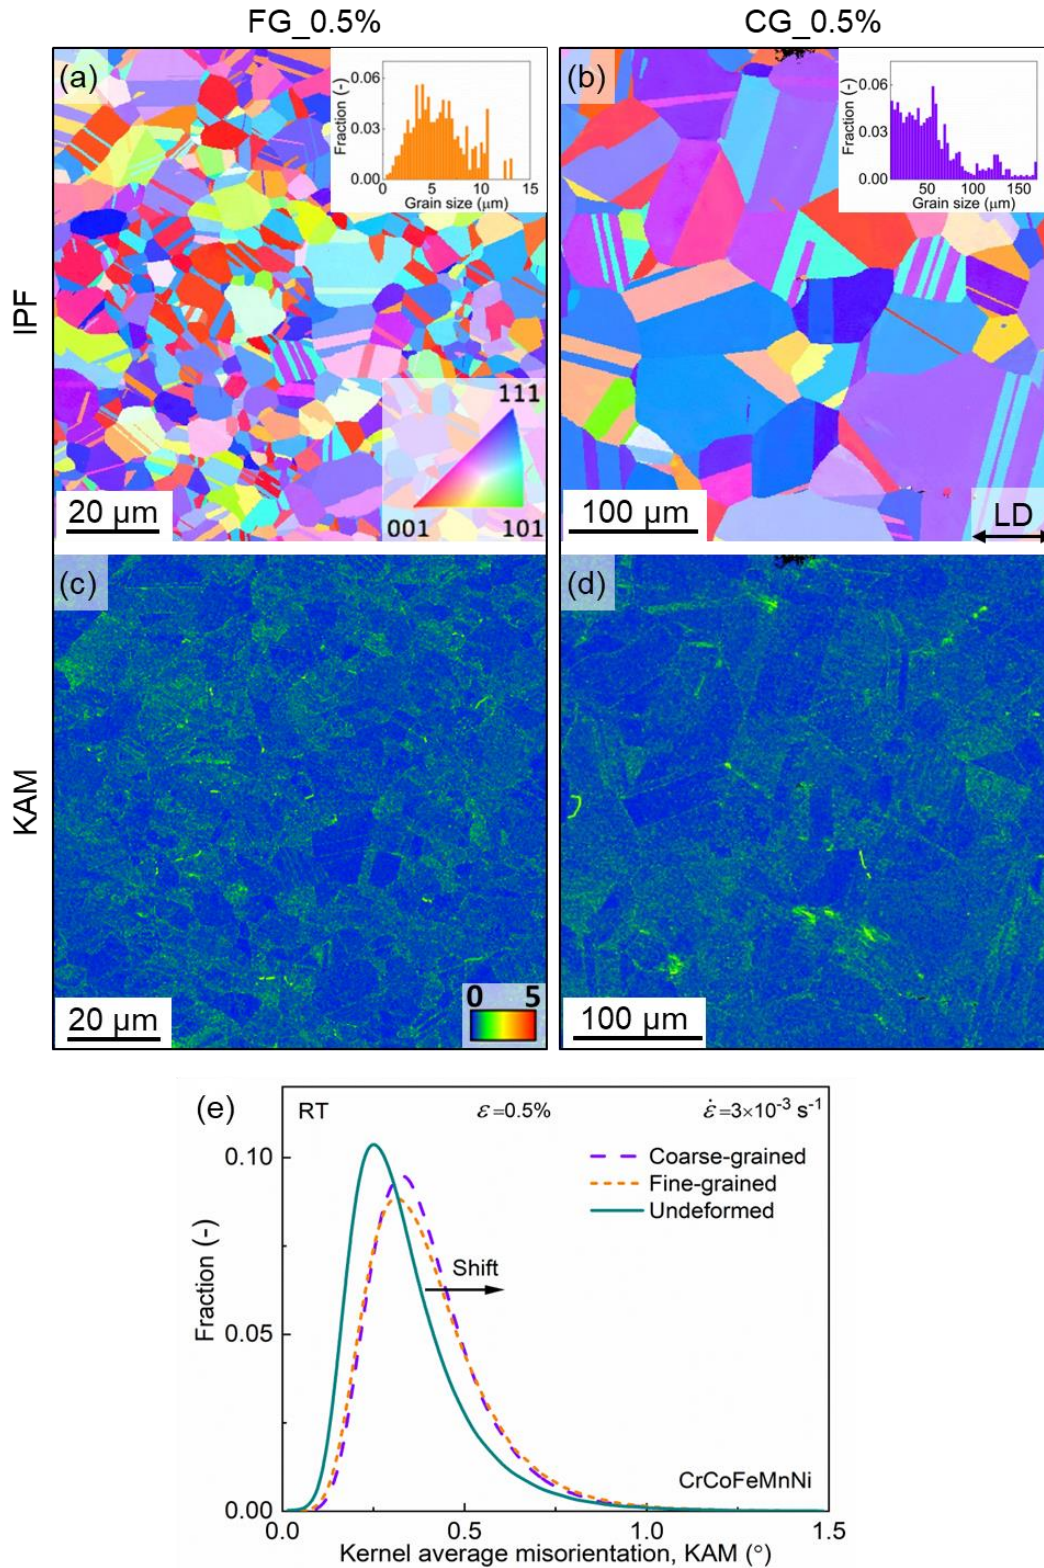 FG_0.5%
CG_0.5%
IPF
(a)
Fraction (-)
0.06
0.03
0.00
0
5
10
15
Grain size (μm)
111
001
101
20 μm
(b)
Fraction (-)
0.06
0.03
0.00
50
100
150
Grain size (μm)
100 μm
LD
KAM
(c)
20 μm
0 5
(d)
100 μm
(e)
RT
ε=0.5%
ε̇=3×10⁻³ s⁻¹
Coarse-grained
Fine-grained
Undeformed
Shift
CrCoFeMnNi
Fraction (-)
0.10
0.05
0.00
0.0
0.5
1.0
1.5
Kernel average misorientation, KAM (°)